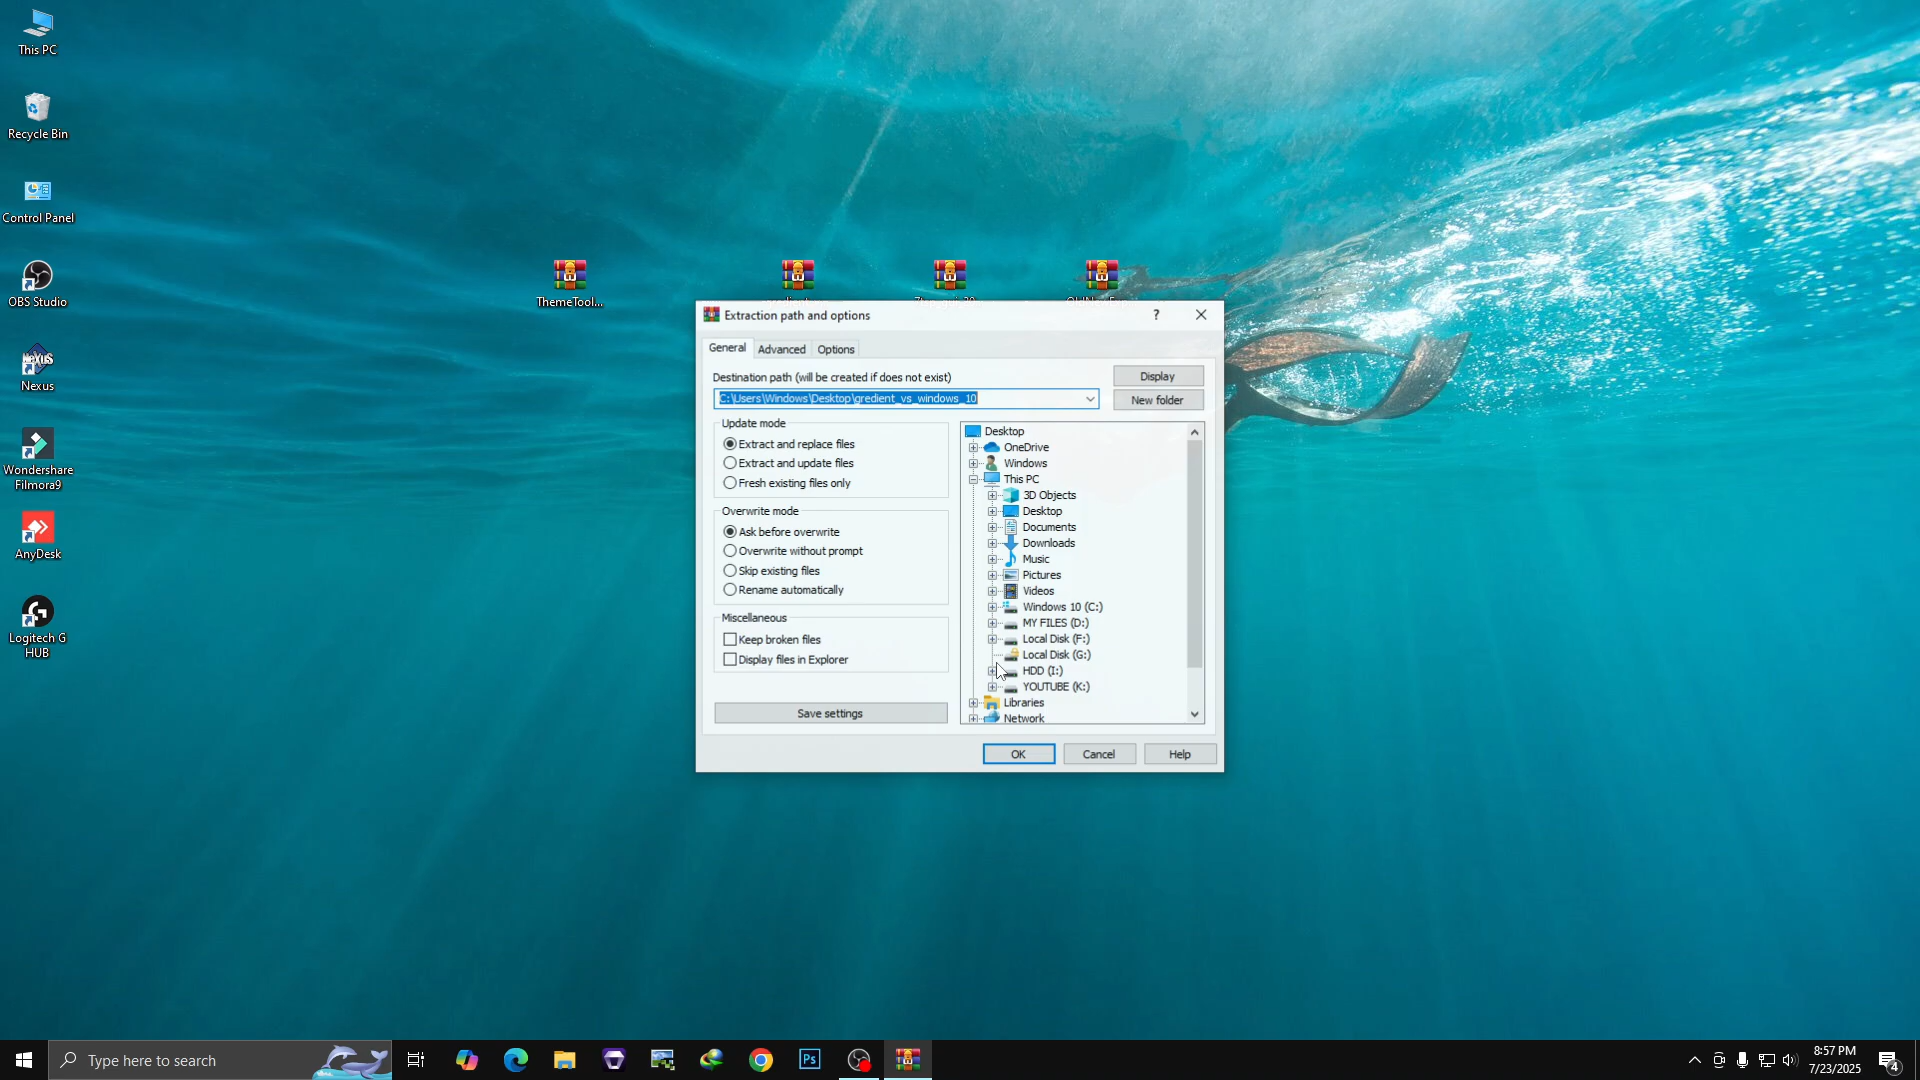 This PC
Recycle Bin
Control Panel
OBS Studio
NEXUS
Nexus
Wondershare
Filmora9
AnyDesk
Logitech G
HUB
ThemeTool...
Extraction path and options
?
General
Advanced
Options
Destination path (will be created if does not exist)
C:\Users\Windows\Desktop\gredient_vs_windows_10
Display
New folder
Update mode
Extract and replace files
Extract and update files
Fresh existing files only
Overwrite mode
Ask before overwrite
Overwrite without prompt
Skip existing files
Rename automatically
Miscellaneous
Keep broken files
Display files in Explorer
Save settings
Desktop
OneDrive
Windows
This PC
3D Objects
Desktop
Documents
Downloads
Music
Pictures
Videos
Windows 10 (C:)
MY FILES (D:)
Local Disk (F:)
Local Disk (G:)
HDD (I:)
YOUTUBE (K:)
Libraries
Network
OK
Cancel
Help
Type here to search
Ps
8:57 PM
7/23/2025
4